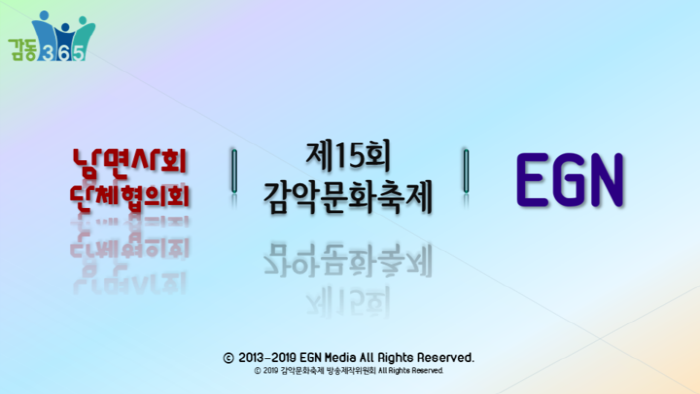 감동365
남면사회
단체협의회
제15회
감악문화축제
EGN
© 2013-2019 EGN Media All Rights Reserved.
© 2019 감악문화축제 방송제작위원회 All Rights Reserved.